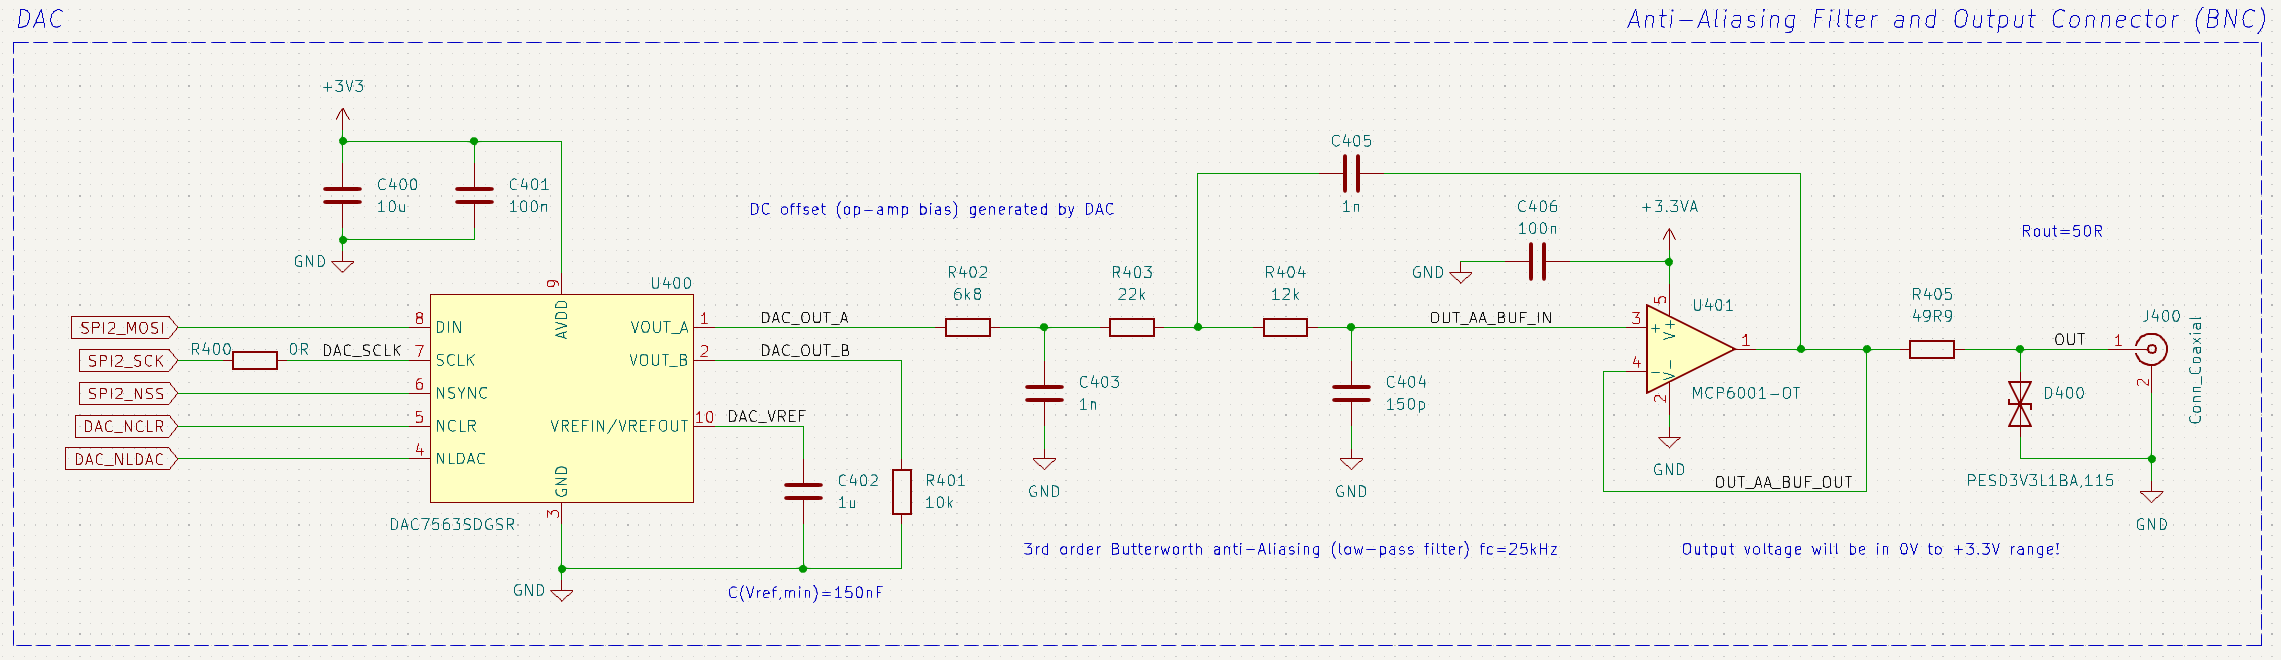 DAC
Anti-Aliasing Filter and Output Connector (BNC)
+3V3
C400
10u
C401
100n
GND
DC offset (op-amp bias) generated by DAC
C405
1n
C406
100n
+3.3VA
GND
Rout=50R
U400
R402
6k8
R403
22k
R404
12k
U401
R405
49R9
J400
Conn_Coaxial
SPI2_MOSI
8
DIN
9
AVDD
VOUT_A
1
DAC_OUT_A
OUT_AA_BUF_IN
3
+
5
V+
1
OUT
1
2
SPI2_SCK
R400
0R
DAC_SCLK
7
SCLK
VOUT_B
2
DAC_OUT_B
4
-
V-
2
MCP6001-OT
D400
SPI2_NSS
6
NSYNC
C403
1n
C404
150p
DAC_NCLR
5
NCLR
VREFIN/VREFOUT
10
DAC_VREF
DAC_NLDAC
4
NLDAC
GND
3
C402
1u
R401
10k
GND
GND
GND
OUT_AA_BUF_OUT
PESD3V3L1BA,115
GND
DAC7563SDGSR
3rd order Butterworth anti-Aliasing (low-pass filter) fc=25kHz
Output voltage will be in 0V to +3.3V range!
GND
C(Vref,min)=150nF